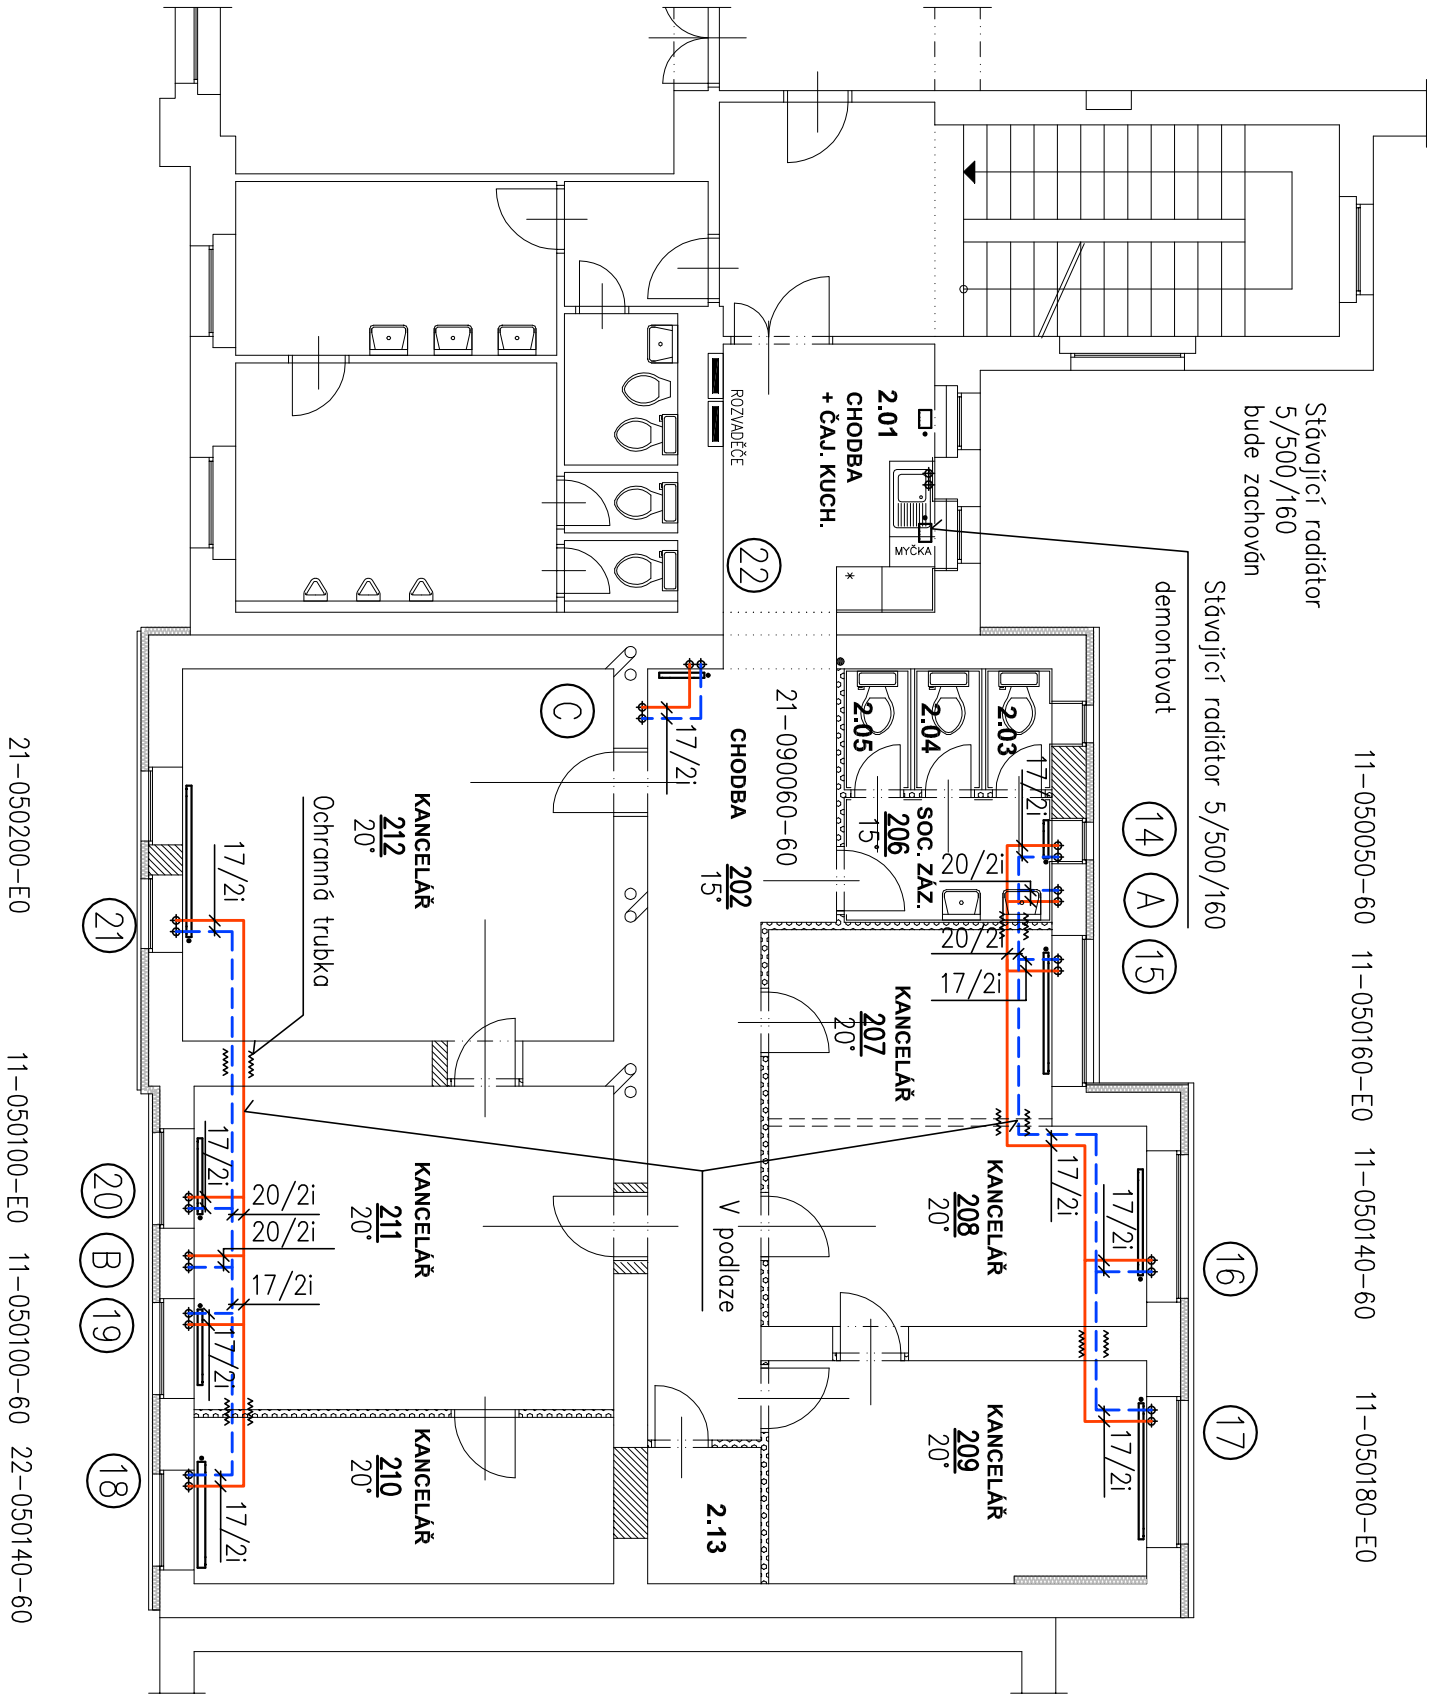 Stávající radiátor
5/500/160
bude zachován
Stávající radiátor 5/500/160
demontovat
11-050050-60
11-050160-E0
11-050140-60
11-050180-E0
14
A
15
16
17
2.01
CHODBA
+ ČAJ. KUCH.
ROZVADĚČE
MYČKA
*
22
21-090060-60
C
17/2i
CHODBA
202
15°
2.03
2.04
2.05
SOC. ZÁZ.
206
15°
17/2i
20/2i
20/2i
17/2i
KANCELÁŘ
207
20°
KANCELÁŘ
208
20°
17/2i
17/2i
KANCELÁŘ
209
20°
17/2i
V podlaze
2.13
KANCELÁŘ
212
20°
Ochranná trubka
17/2i
KANCELÁŘ
211
20°
17/2i
20/2i
20/2i
17/2i
17/2i
KANCELÁŘ
210
20°
17/2i
21
20
B
19
18
21-050200-E0
11-050100-E0
11-050100-60
22-050140-60